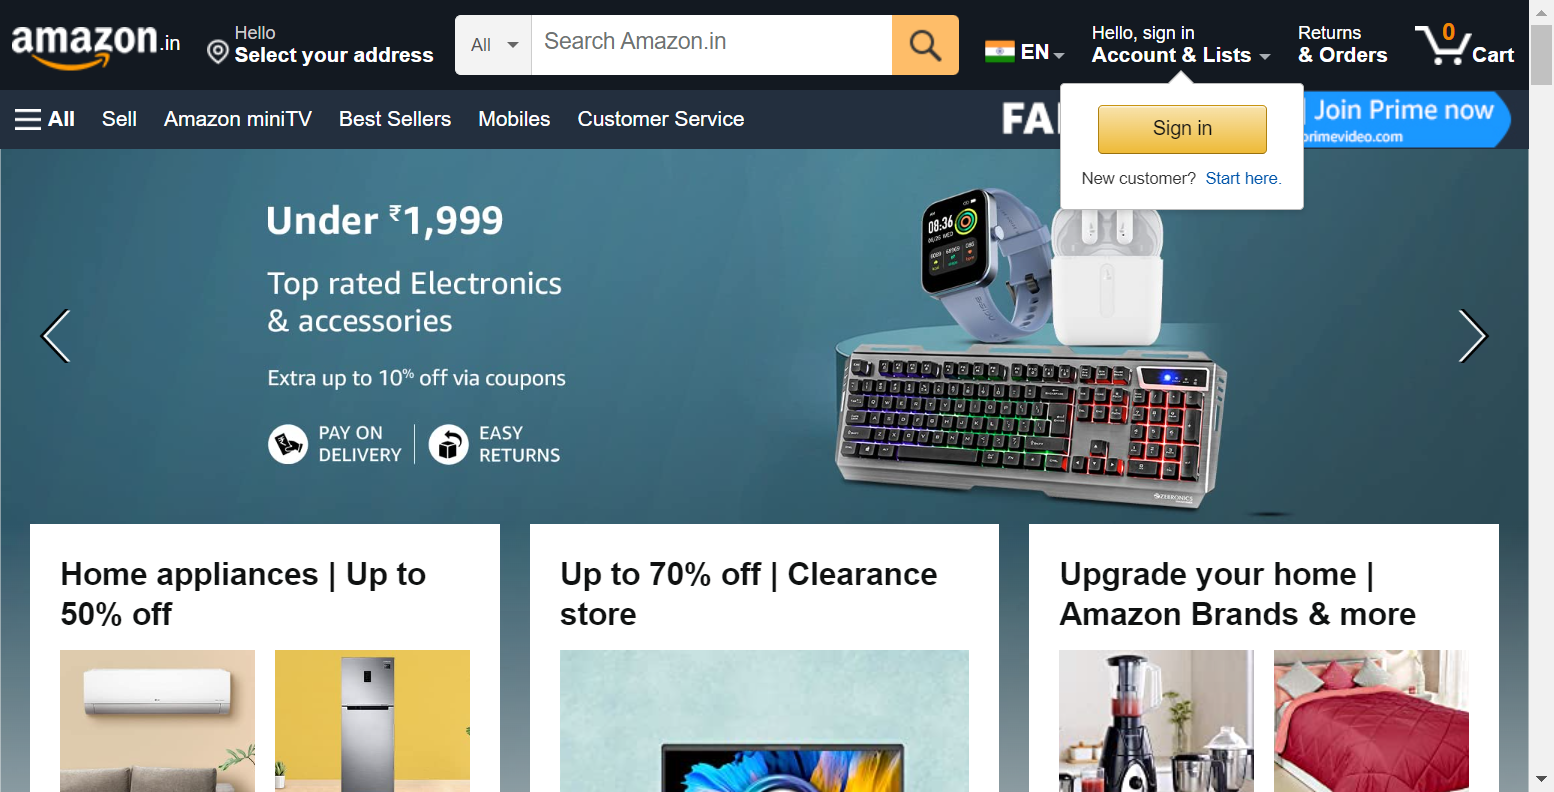 amazon.in
Hello
Select your address
All
Search Amazon.in
EN
Hello, sign in
Account & Lists
Returns
& Orders
0
Cart
All
Sell
Amazon miniTV
Best Sellers
Mobiles
Customer Service
Join Prime now
primevideo.com
Sign in
New customer? Start here.
Under ₹1,999
Top rated Electronics
& accessories
Extra up to 10% off via coupons
PAY ON
DELIVERY
EASY
RETURNS
08:36
ZEBRONICS
Home appliances | Up to
50% off
Up to 70% off | Clearance
store
Upgrade your home |
Amazon Brands & more